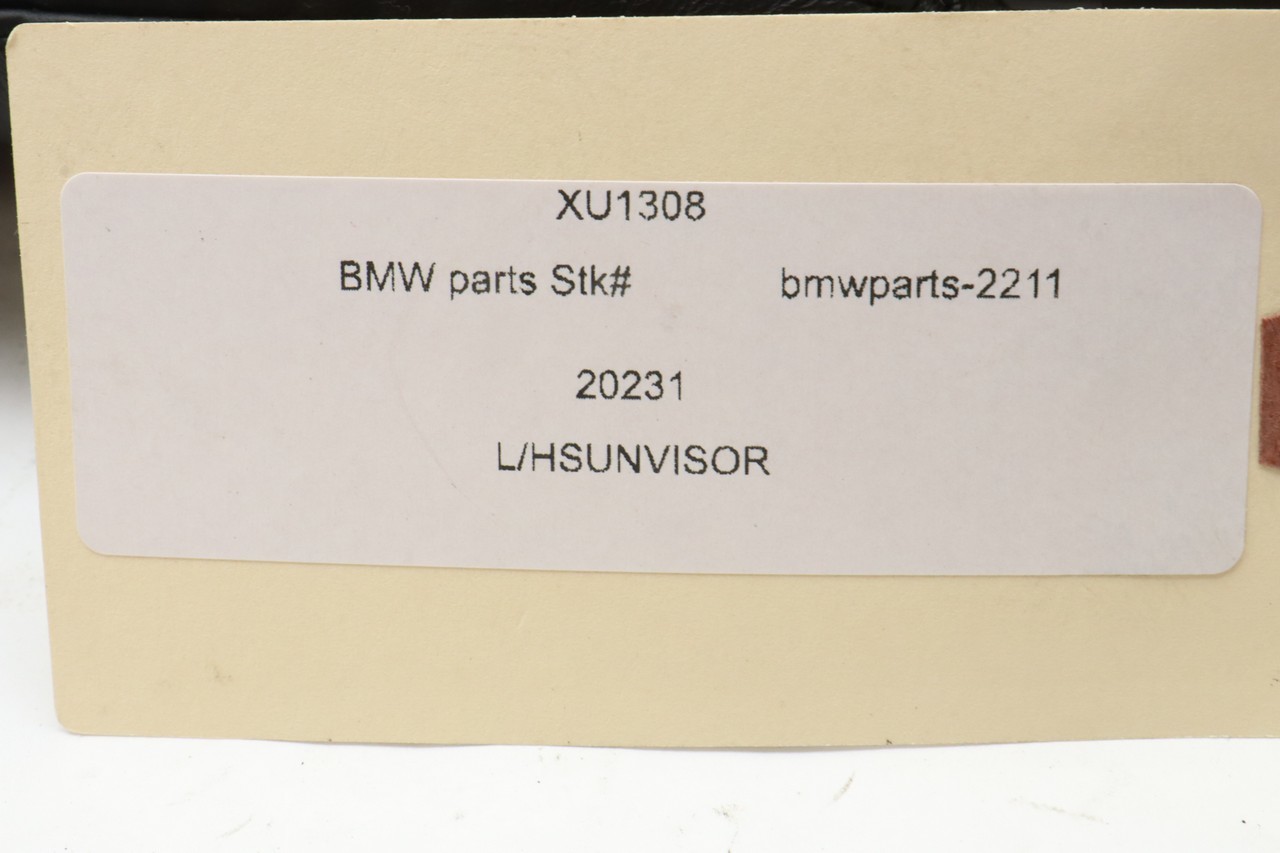 XU1308
BMW parts Stk# bmwparts-2211
20231
L/HSUNVISOR